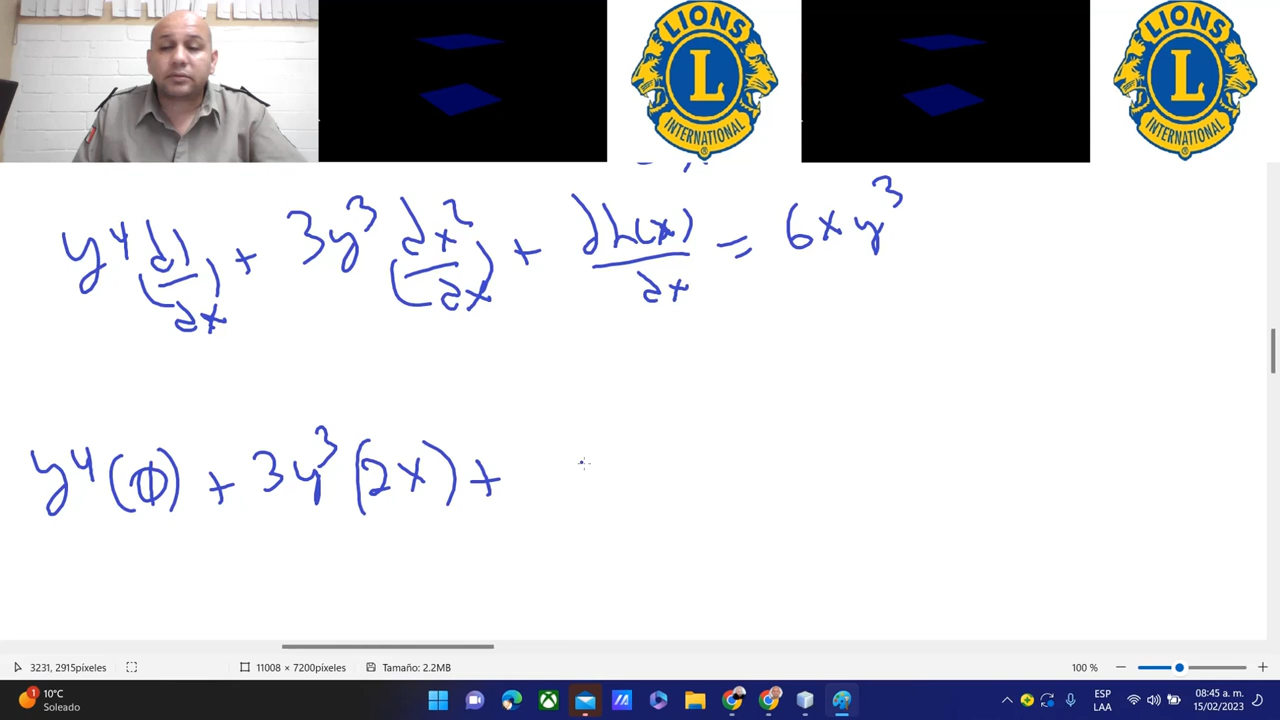 LIONS
L
INTERNATIONAL
LIONS
L
INTERNATIONAL
y⁴ (∂1/∂x) + 3y³ (∂x²/∂x) + ∂h(x)/∂x = 6xy³
y⁴(0) + 3y³(2x) +
3231, 2915píxeles 11008 × 7200píxeles Tamaño: 2.2MB 100 %
1
10°C
Soleado
ESP
LAA
08:45 a. m.
15/02/2023